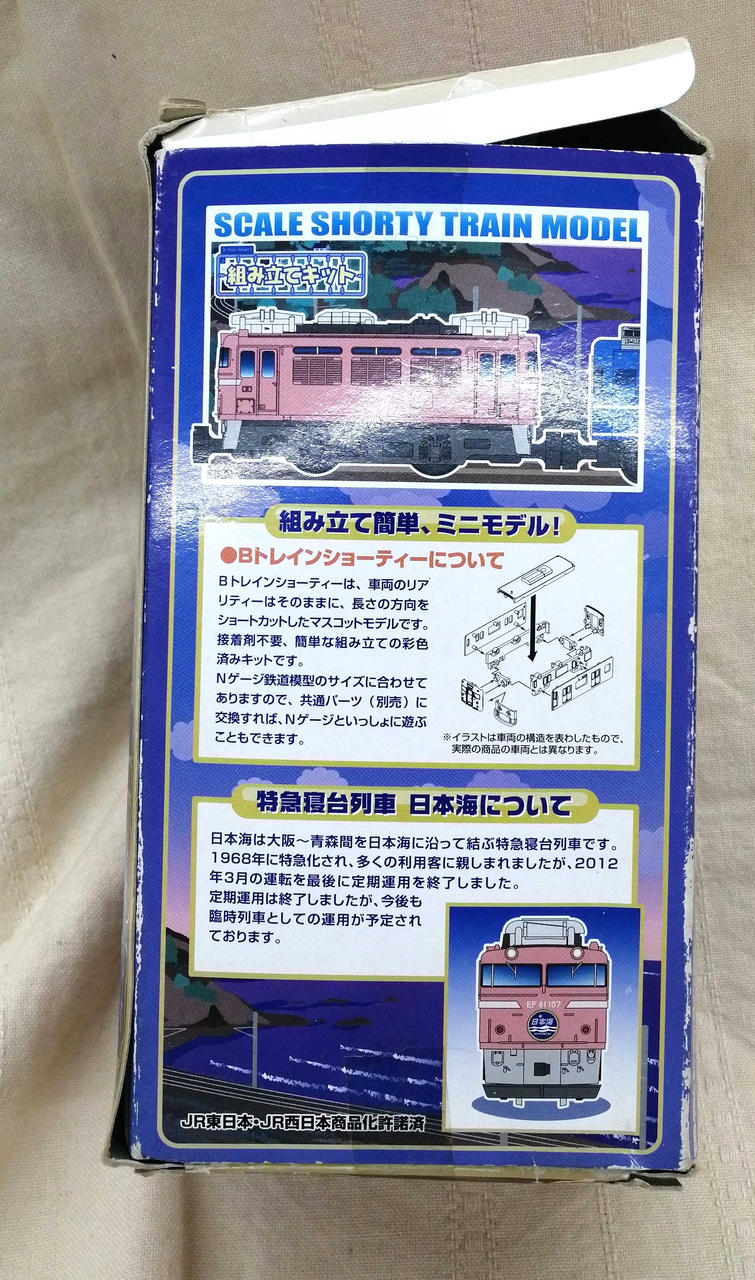 SCALE SHORTY TRAIN MODEL
組み立てキット
組み立て簡単、ミニモデル!
●Bトレインショーティーについて
Bトレインショーティーは、車両のリア
リティーはそのままに、長さの方向を
ショートカットしたマスコットモデルです。
接着剤不要、簡単な組み立ての彩色
済みキットです。
Nゲージ鉄道模型のサイズに合わせて
ありますので、共通パーツ（別売）に
交換すれば、Nゲージといっしょに遊ぶ
こともできます。
※イラストは車両の構造を表わしたもので、
実際の商品の車両とは異なります。
特急寝台列車 日本海について
日本海は大阪～青森間を日本海に沿って結ぶ特急寝台列車です。
1968年に特急化され、多くの利用客に親しまれましたが、2012
年3月の運転を最後に定期運用を終了しました。
定期運用は終了しましたが、今後も
臨時列車としての運用が予定され
ております。
EF 81 107
日本海
JR東日本・JR西日本商品化許諾済